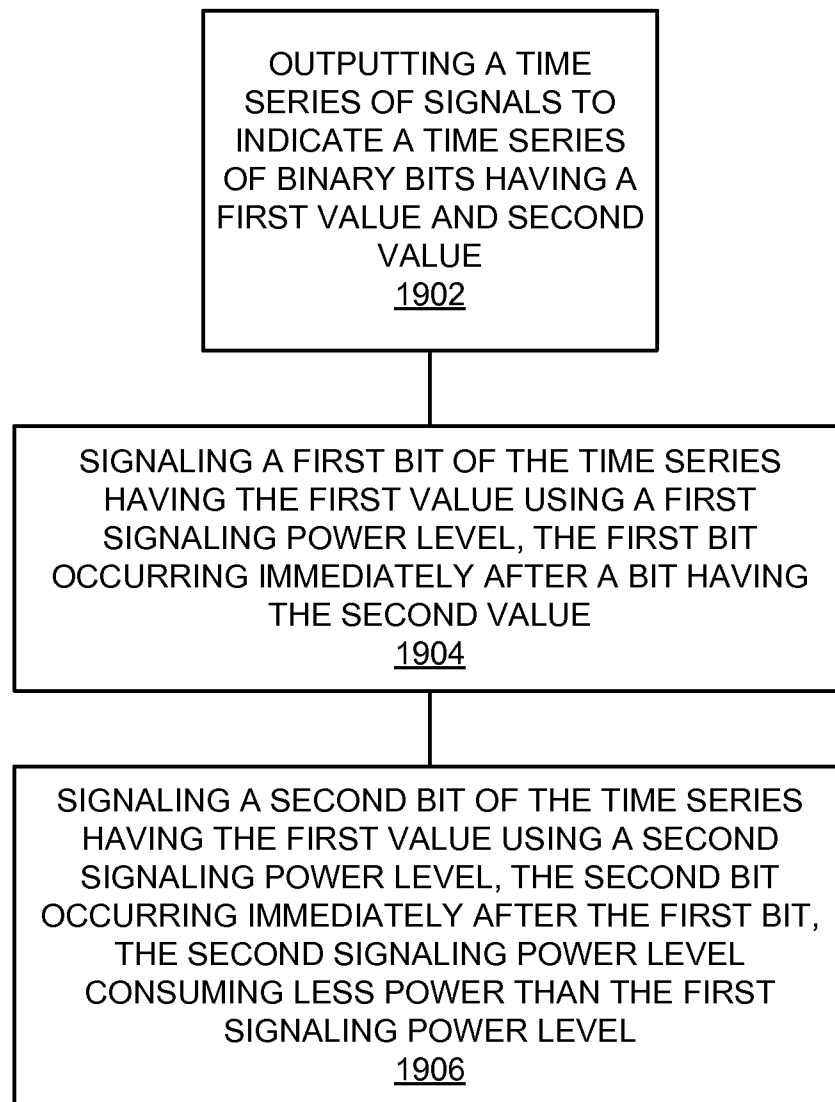 OUTPUTTING A TIME
SERIES OF SIGNALS TO
INDICATE A TIME SERIES
OF BINARY BITS HAVING A
FIRST VALUE AND SECOND
VALUE
1902
SIGNALING A FIRST BIT OF THE TIME SERIES
HAVING THE FIRST VALUE USING A FIRST
SIGNALING POWER LEVEL, THE FIRST BIT
OCCURRING IMMEDIATELY AFTER A BIT HAVING
THE SECOND VALUE
1904
SIGNALING A SECOND BIT OF THE TIME SERIES
HAVING THE FIRST VALUE USING A SECOND
SIGNALING POWER LEVEL, THE SECOND BIT
OCCURRING IMMEDIATELY AFTER THE FIRST BIT,
THE SECOND SIGNALING POWER LEVEL
CONSUMING LESS POWER THAN THE FIRST
SIGNALING POWER LEVEL
1906